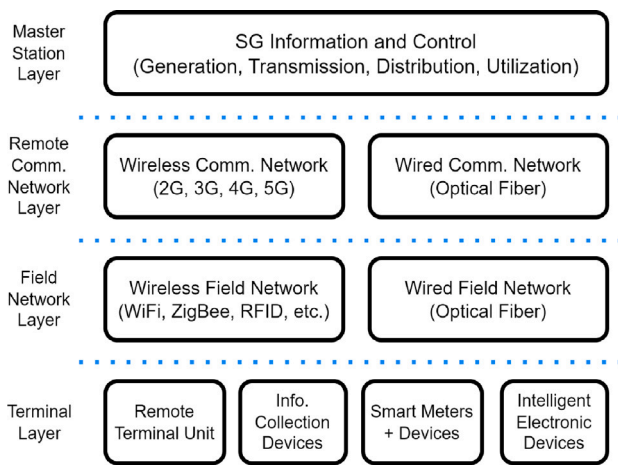 Master
Station
Layer
SG Information and Control
(Generation, Transmission, Distribution, Utilization)
Remote
Comm.
Network
Layer
Wireless Comm. Network
(2G, 3G, 4G, 5G)
Wired Comm. Network
(Optical Fiber)
Field
Network
Layer
Wireless Field Network
(WiFi, ZigBee, RFID, etc.)
Wired Field Network
(Optical Fiber)
Terminal
Layer
Remote
Terminal Unit
Info.
Collection
Devices
Smart Meters
+ Devices
Intelligent
Electronic
Devices